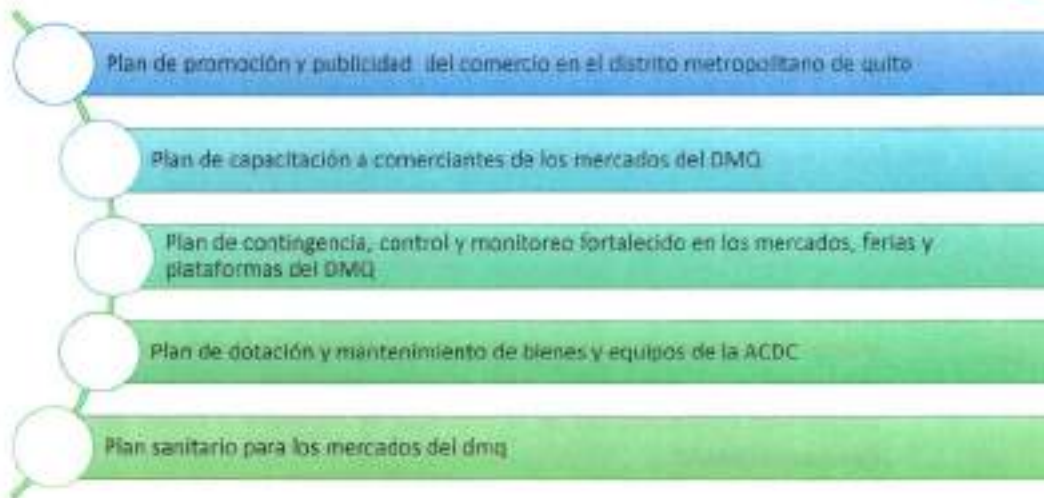 Plan de promoción y publicidad del comercio en el distrito metropolitano de quito
Plan de capacitación a comerciantes de los mercados del DMQ
Plan de contingencia, control y monitoreo fortalecido en los mercados, ferias y
plataformas del DMQ
Plan de dotación y mantenimiento de bienes y equipos de la ACDC
Plan sanitario para los mercados del dmq